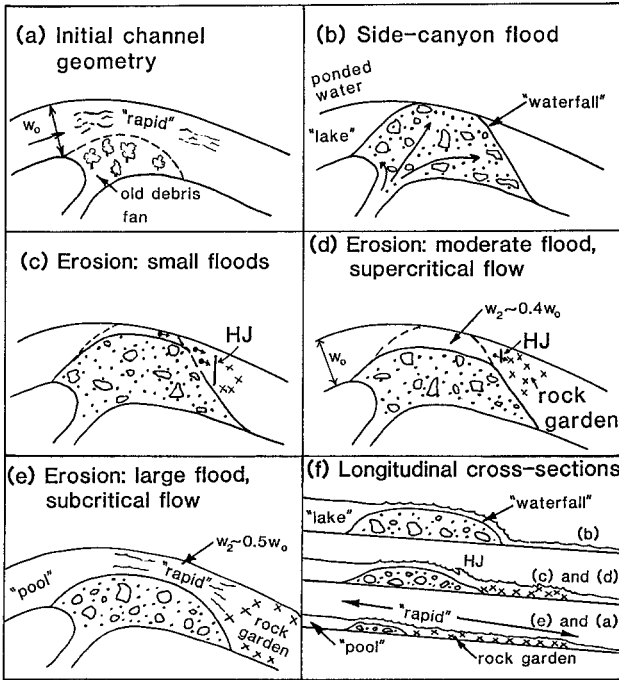 (a) Initial channel
geometry
w₀
"rapid"
old debris
fan
(b) Side-canyon flood
ponded
water
"lake"
"waterfall"
(c) Erosion: small floods
HJ
(d) Erosion: moderate flood,
supercritical flow
w₂~0.4w₀
w₀
HJ
rock
garden
(e) Erosion: large flood,
subcritical flow
w₂~0.5w₀
"pool"
"rapid"
rock
garden
(f) Longitudinal cross-sections
"lake"
"waterfall"
(b)
HJ
(c) and (d)
"rapid"
(e) and (a)
"pool"
rock garden